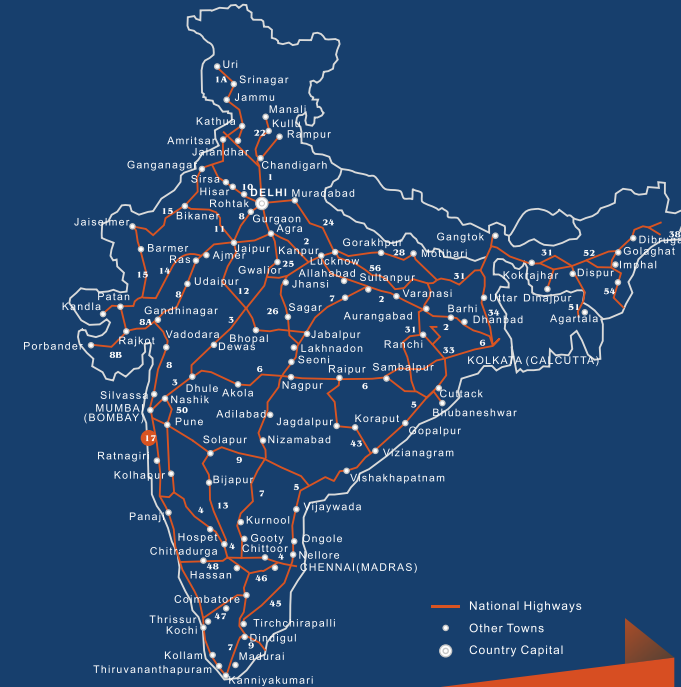 Uri
1A
Srinagar
Jammu
Manali
Kathua
Kullu
22
Rampur
Amritsar
Jalandhar
Chandigarh
Ganganagar
1
Sirsa
10
Hisar
DELHI
Muradabad
Rohtak
15
Bikaner
8
Gurgaon
24
Jaiselmer
11
Agra
Gangtok
Barmer
Jaipur
2
Kanpur
Gorakhpur
28
Motihari
31
52
Dibruga
38
Golaghat
Ras
Ajmer
Lucknow
Kokrajhar
Dispur
Imphal
15
14
Gwalior
25
Allahabad
56
Sultanpur
31
54
Patan
8
Udaipur
12
Jhansi
7
2
Varanasi
Uttar Dhajpur
Kandla
26
Sagar
Aurangabad
Barhi
34
51
Agartala
8A
Gandhinagar
3
31
2
Dhanbad
Rajkot
Vadodara
Bhopal
Jabalpur
Ranchi
6
Porbander
8B
Dewas
Lakhnadon
33
KOLKATA (CALCUTTA)
8
Seoni
Raipur
Sambalpur
3
Dhule
6
Nagpur
6
Silvassa
Nashik
Akola
Cuttack
MUMBAI
(BOMBAY)
50
Adilabad
5
Bhubaneshwar
Pune
Jagdalpur
Koraput
Gopalpur
17
Solapur
Nizamabad
43
Ratnagir
9
Vizianagram
Kolhapur
Bijapur
Vishakhapatnam
7
5
Panaji
4
13
Vijaywada
Kurnool
Hospet
Gooty
Ongole
Chitradurga
4
Chittoor
4
Nellore
48
CHENNAI(MADRAS)
Hassan
46
Coimbatore
45
National Highways
Thrissur
47
Tirchchirapalli
Other Towns
Kochi
Dindigul
Kollam
7
9
Madurai
Country Capital
Thiruvananthapuram
Kanniyakumari